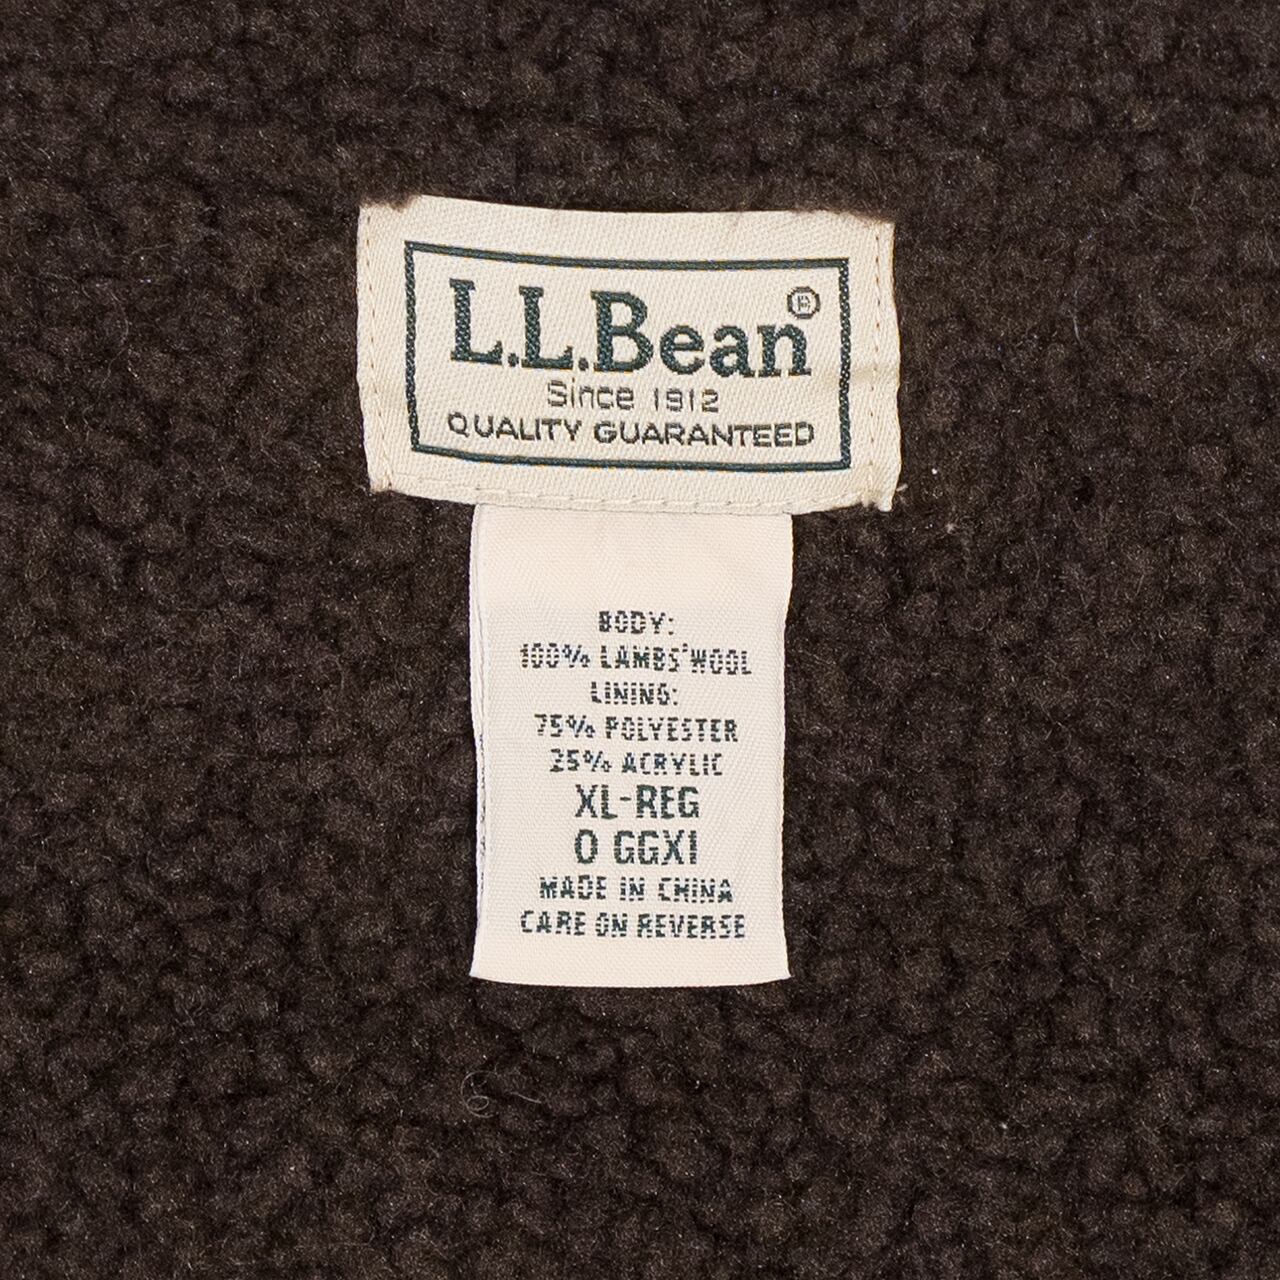 L.L.Bean®
Since 1912
QUALITY GUARANTEED
BODY:
100% LAMBS'WOOL
LINING:
75% POLYESTER
25% ACRYLIC
XL-REG
0 GGX1
MADE IN CHINA
CARE ON REVERSE